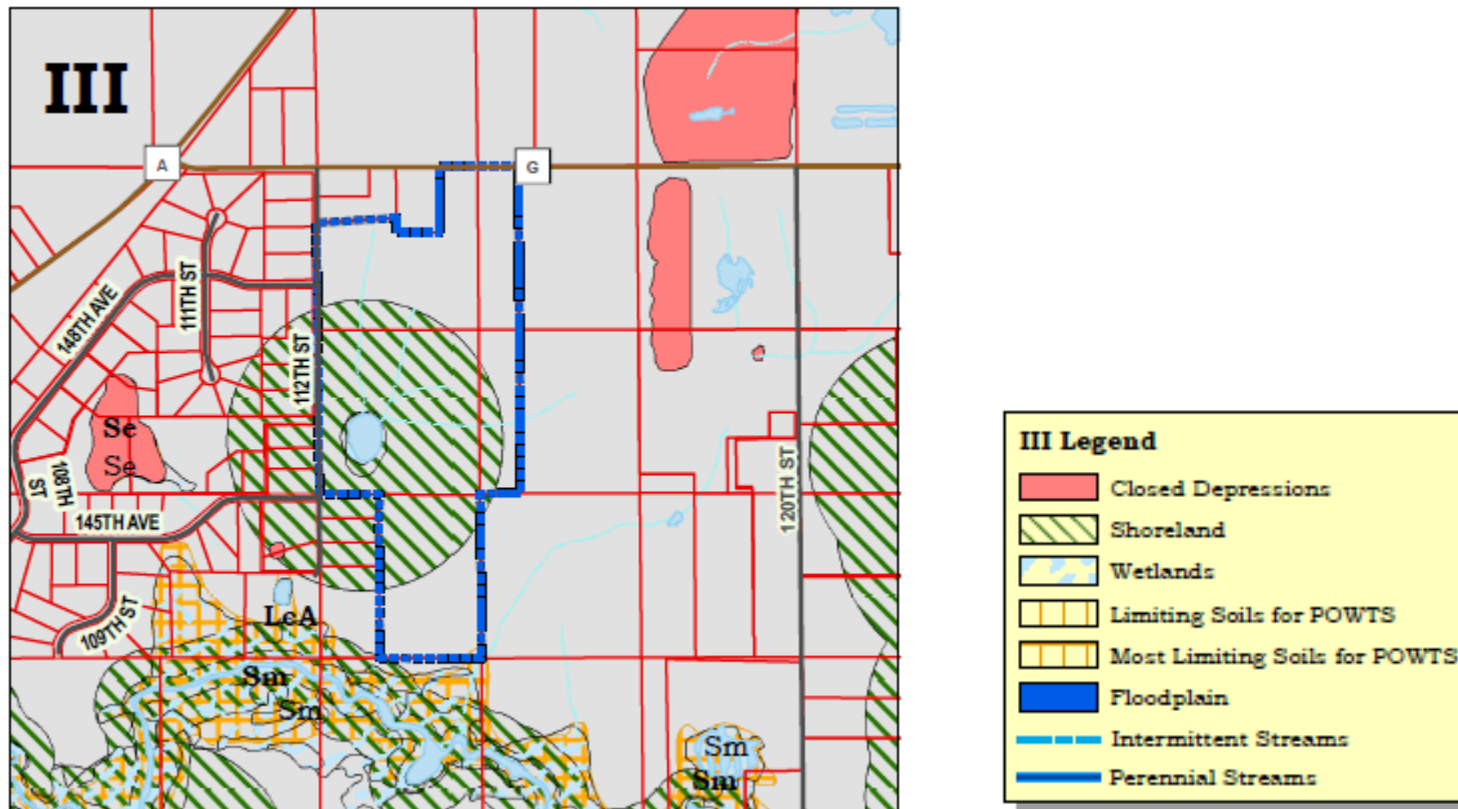 III
A
G
148TH AVE
111TH ST
112TH ST
Se
Se
108TH
ST
145TH AVE
109TH ST
120TH ST
LcA
Sm
Sm
Sm
Sm
III Legend
Closed Depressions
Shoreland
Wetlands
Limiting Soils for POWTS
Most Limiting Soils for POWTS
Floodplain
Intermittent Streams
Perennial Streams